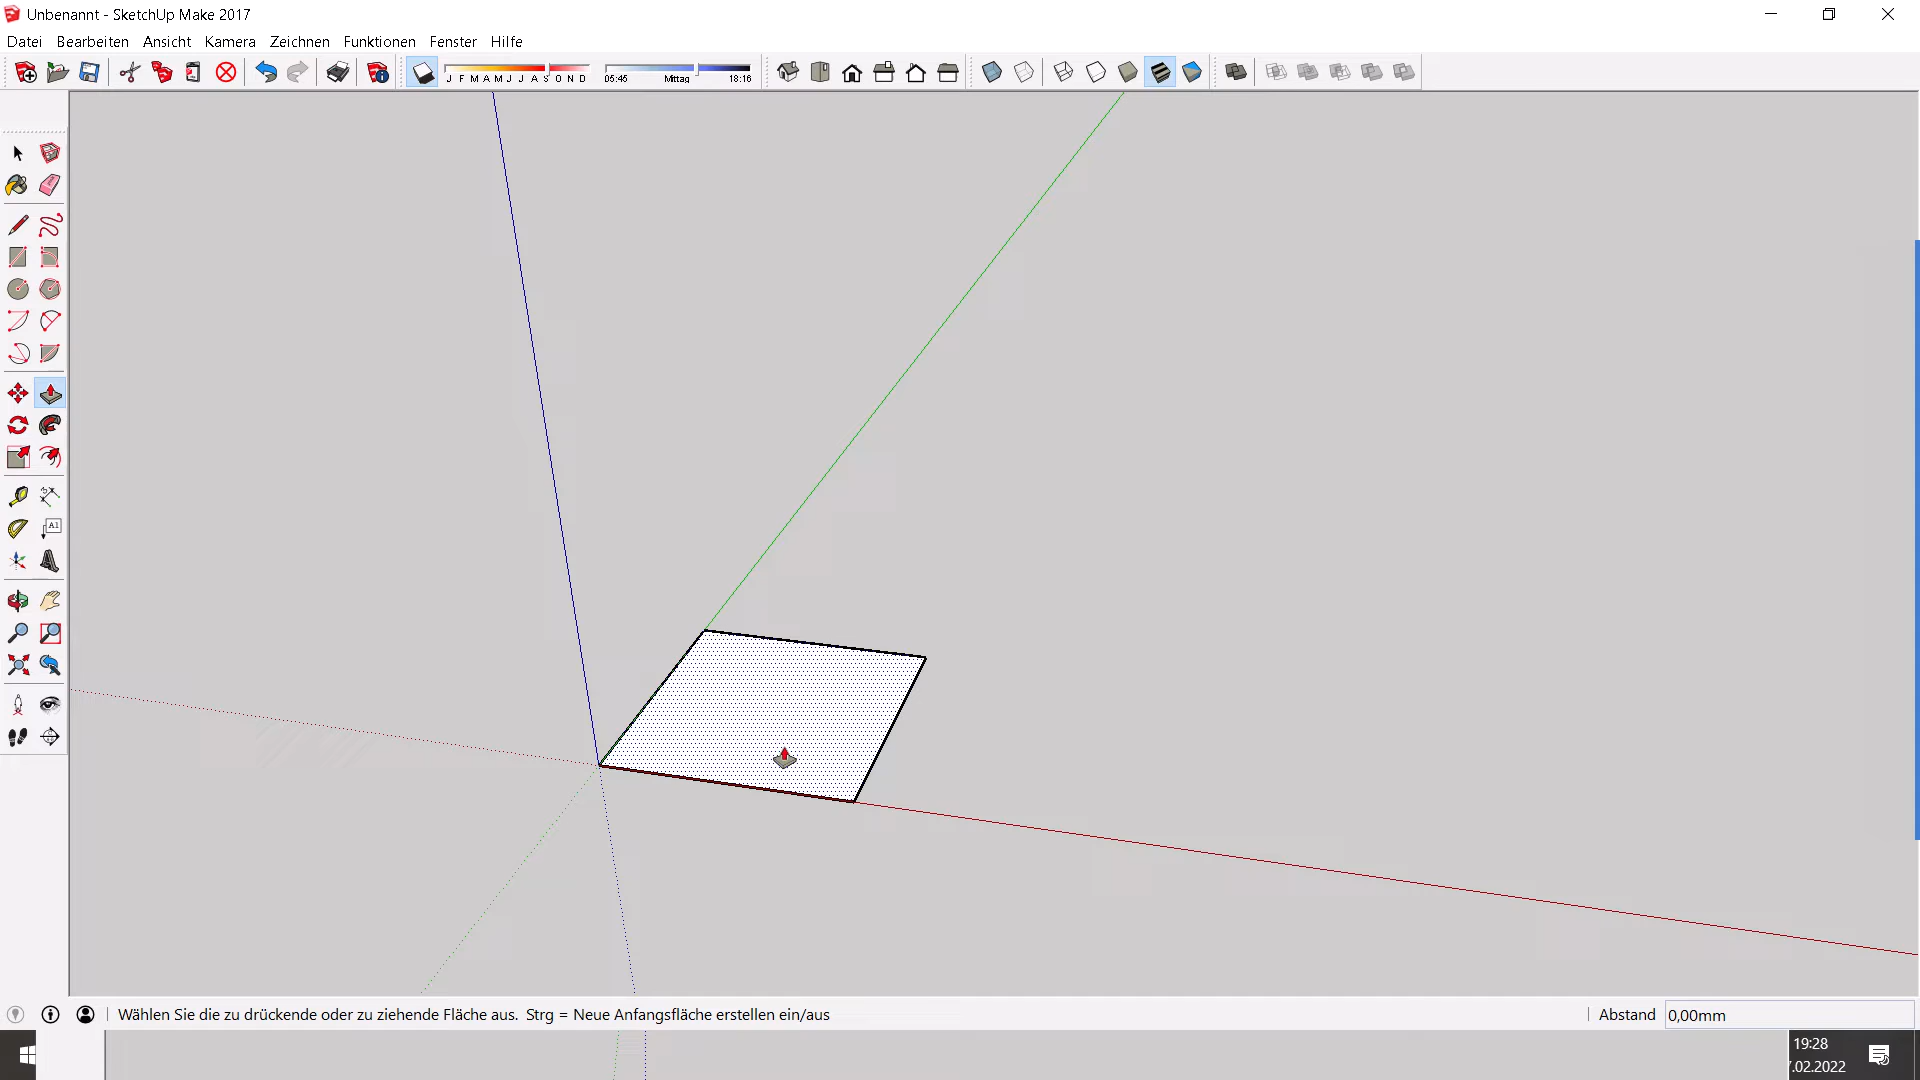 Unbenannt - SketchUp Make 2017
Datei Bearbeiten Ansicht Kamera Zeichnen Funktionen Fenster Hilfe
J F M A M J J A S O N D 05:45 Mittag 18:16
A1
Wählen Sie die zu drückende oder zu ziehende Fläche aus. Strg = Neue Anfangsfläche erstellen ein/aus Abstand 0,00mm
19:28
.02.2022